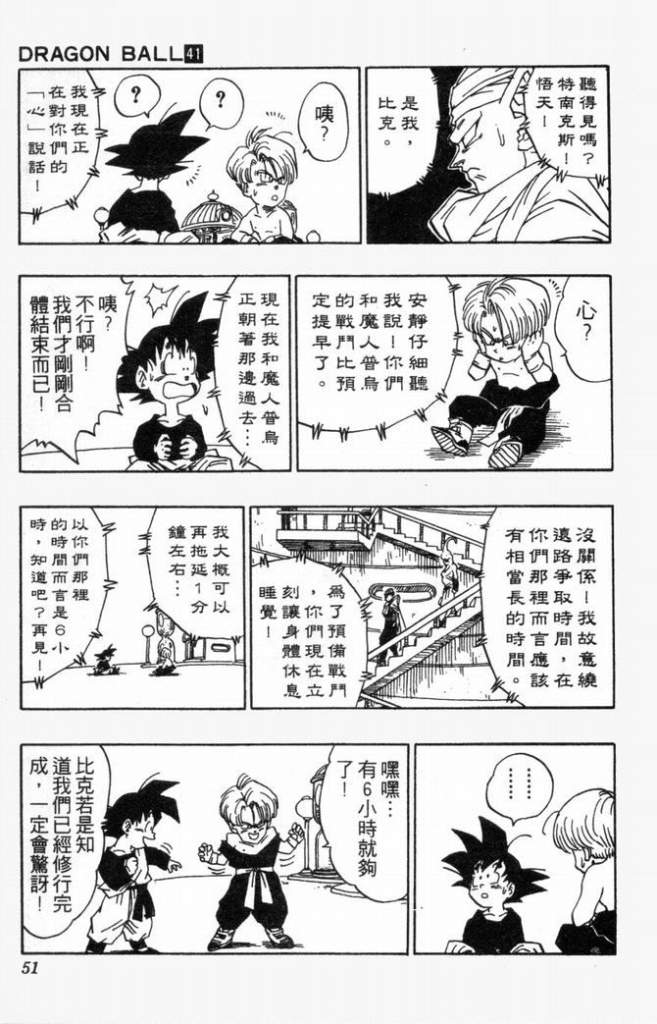 DRAGON BALL 41
聽得見嗎？
特南克斯！
悟天！
是我，
比克。
咦？
？
？
我現在正
在對你們的
「心」說話！
心？
安靜仔細聽
我說！你們
和魔人普烏
的戰鬥比預
定提早了。
現在我和魔人普烏
正朝著那邊過去…
咦？
不行啊！
我們才剛剛合
體結束而已！
沒關係！我故意繞
遠路爭取時間，在
你們那裡而言應該
有相當長的時間。
為了預備戰鬥
，你們現在立
刻讓身體休息
睡覺！
我大概可以
再拖延1分
鐘左右…
以你們那裡
的時間而言是6小
時，知道吧？再見！
……
……
嘿嘿…
有6小時就夠
了！
比克若是知
道我們已經修行完
成，一定會驚訝！
51